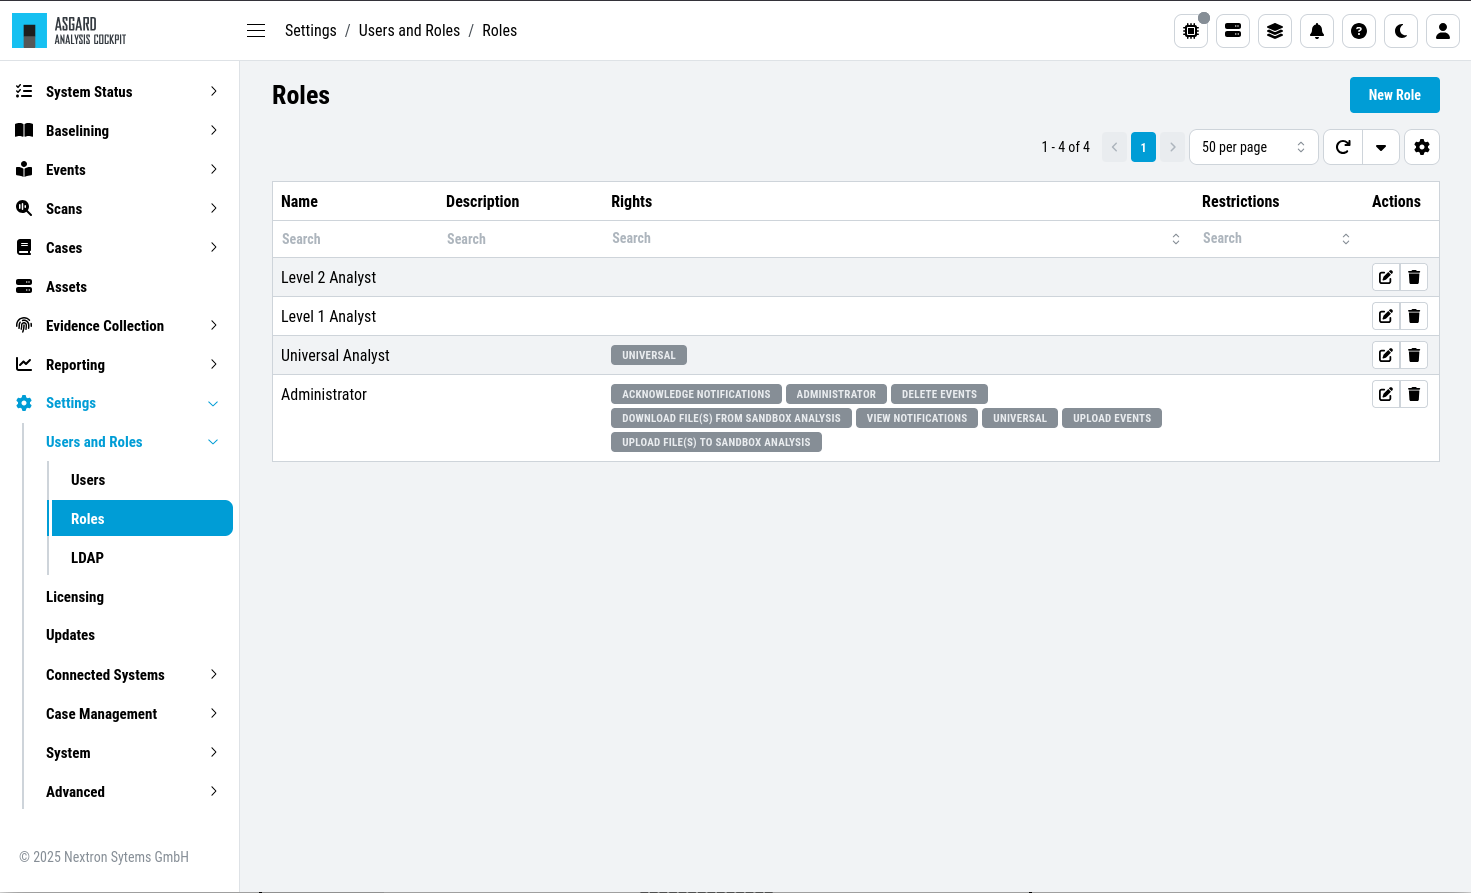 ASGARD
ANALYSIS COCKPIT
Settings / Users and Roles / Roles
System Status
Baselining
Events
Scans
Cases
Assets
Evidence Collection
Reporting
Settings
Users and Roles
Users
Roles
LDAP
Licensing
Updates
Connected Systems
Case Management
System
Advanced
© 2025 Nextron Sytems GmbH
Roles
New Role
1 - 4 of 4 1 50 per page
Name Description Rights Restrictions Actions
Search Search Search Search
Level 2 Analyst
Level 1 Analyst
Universal Analyst UNIVERSAL
Administrator ACKNOWLEDGE NOTIFICATIONS ADMINISTRATOR DELETE EVENTS
DOWNLOAD FILE(S) FROM SANDBOX ANALYSIS VIEW NOTIFICATIONS UNIVERSAL UPLOAD EVENTS
UPLOAD FILE(S) TO SANDBOX ANALYSIS